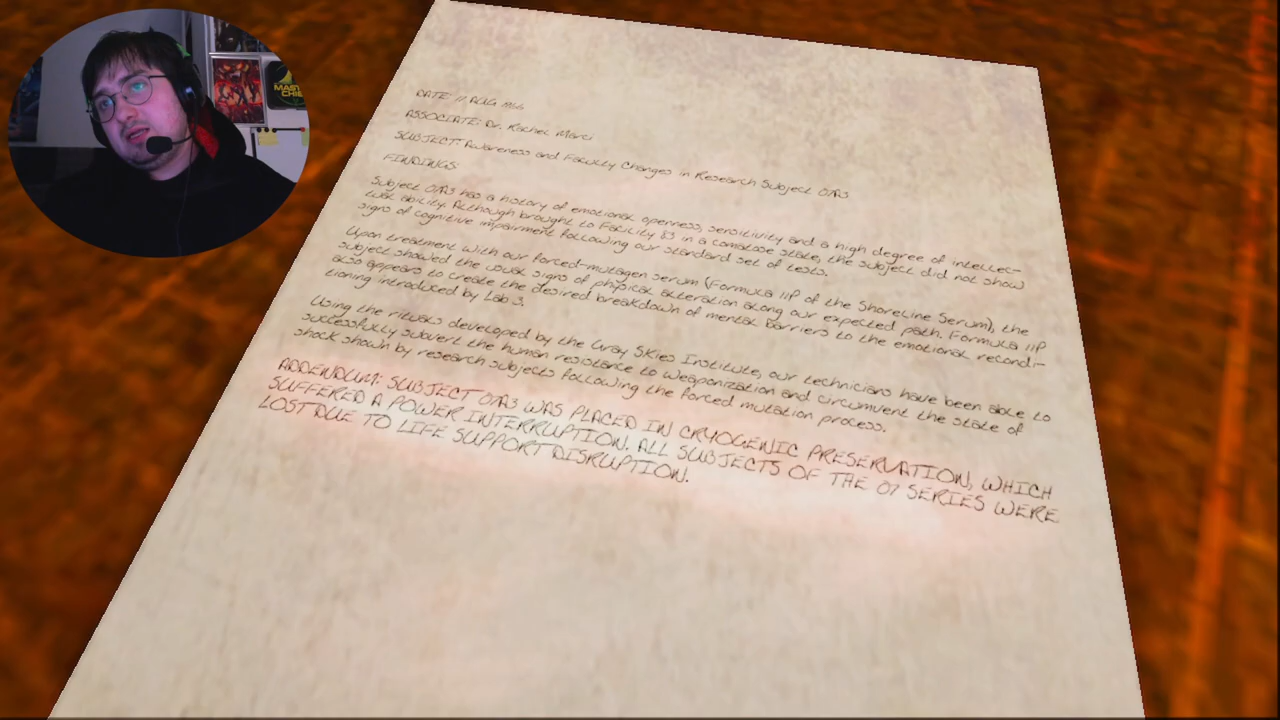 MASTER CHIE
DATE 11 AUG 1966
ASSOCIATE: Dr. Rachel Marci
SUBJECT: Awareness and Faculty Changes in Research Subject 07A3
FINDINGS:
Subject 07A3 has a history of emotional openness, sensitivity and a high degree of intellec-
tual ability. Although brought to Facility 83 in a comatose state, the subject did not show
signs of cognitive impairment following our standard set of tests.
Upon treatment with our forced-mutagen serum (Formula 11P of the Shoreline Serum), the
subject showed the usual signs of physical alteration along our expected path. Formula 11P
also appears to create the desired breakdown of mental barriers to the emotional recondi-
tioning introduced by Lab 3.
Using the rituals developed by the Gray Skies Institute, our technicians have been able to
successfully subvert the human resistance to weaponization and circumvent the state of
shock shown by research subjects following the forced mutation process.
ADDENDUM: SUBJECT 07A3 WAS PLACED IN CRYOGENIC PRESERVATION, WHICH
SUFFERED A POWER INTERRUPTION. ALL SUBJECTS OF THE 07 SERIES WERE
LOST DUE TO LIFE SUPPORT DISRUPTION.